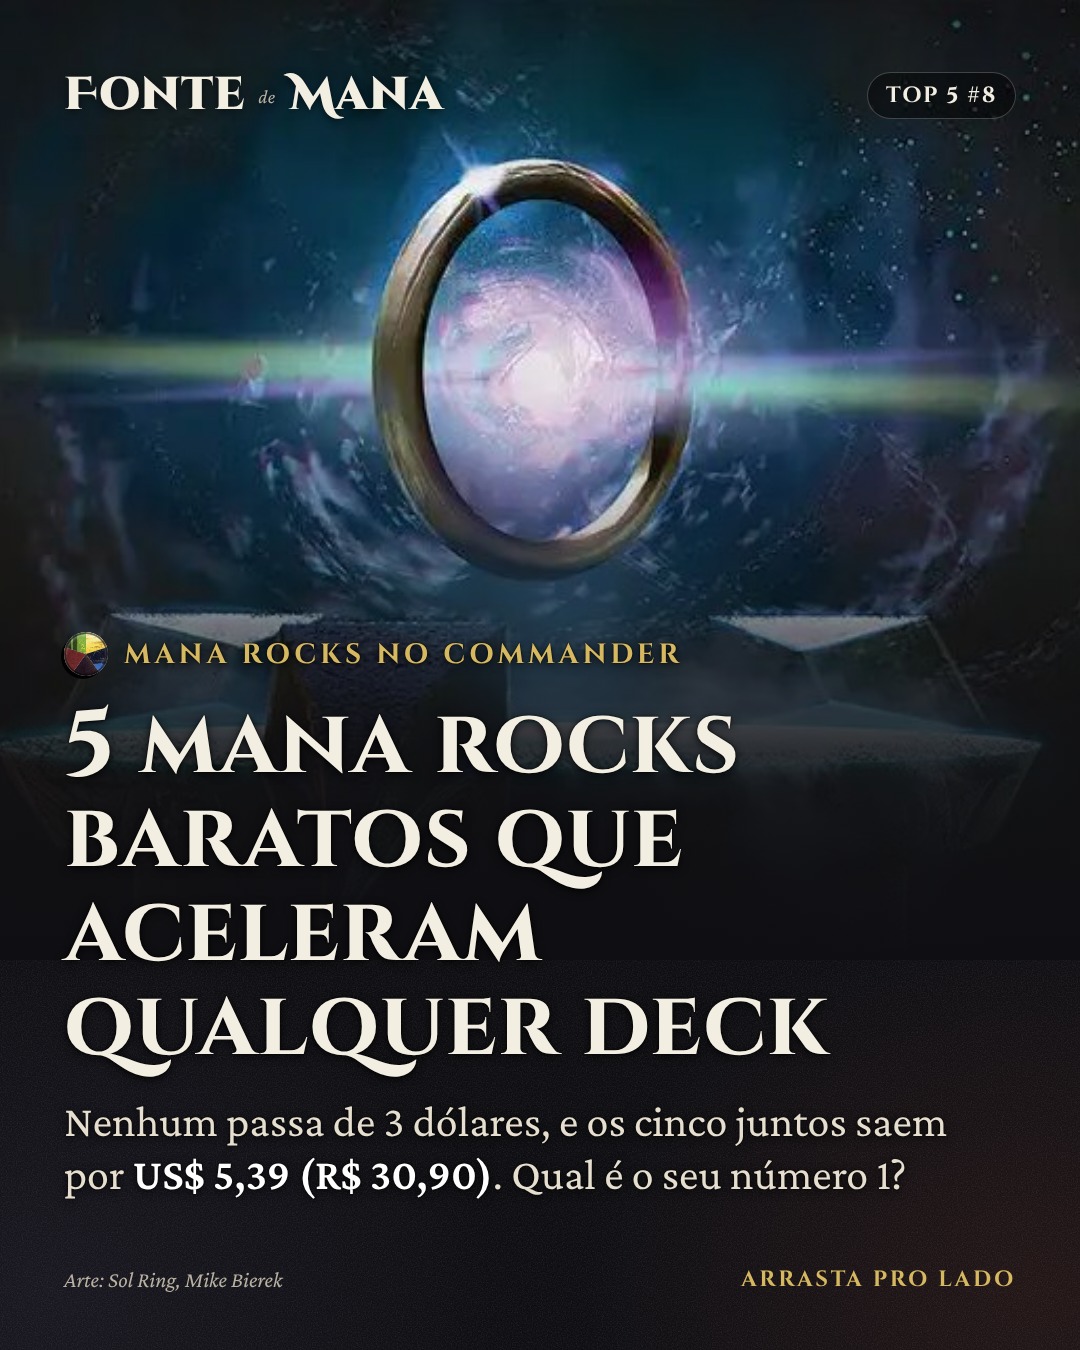 FONTE de MANA
TOP 5 #8
MANA ROCKS NO COMMANDER
5 MANA ROCKS
BARATOS QUE
ACELERAM
QUALQUER DECK
Nenhum passa de 3 dólares, e os cinco juntos saem
por US$ 5,39 (R$ 30,90). Qual é o seu número 1?
Arte: Sol Ring, Mike Bierek
ARRASTA PRO LADO